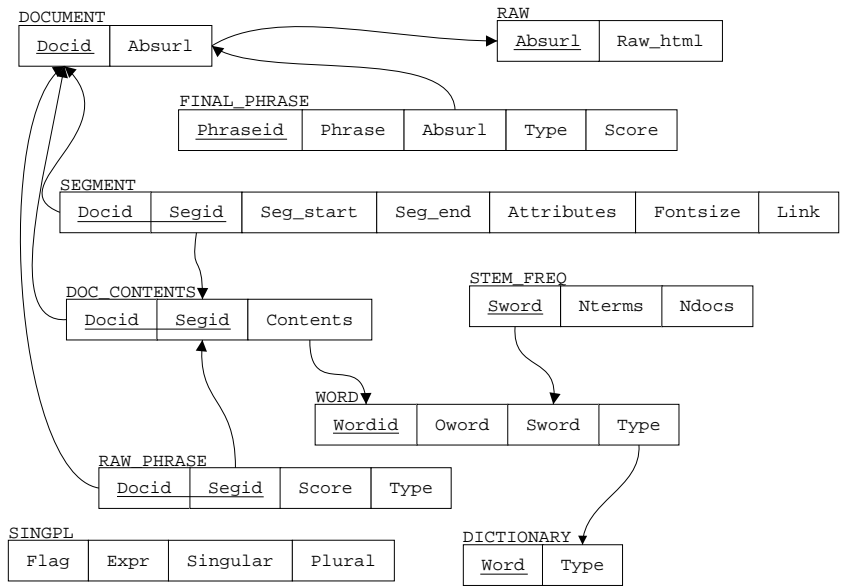 DOCUMENT
Docid Absurl
RAW
Absurl Raw_html
FINAL_PHRASE
Phraseid Phrase Absurl Type Score
SEGMENT
Docid Segid Seg_start Seg_end Attributes Fontsize Link
DOC_CONTENTS
Docid Segid Contents
STEM_FREQ
Sword Nterms Ndocs
WORD
Wordid Oword Sword Type
RAW_PHRASE
Docid Segid Score Type
SINGPL
Flag Expr Singular Plural
DICTIONARY
Word Type